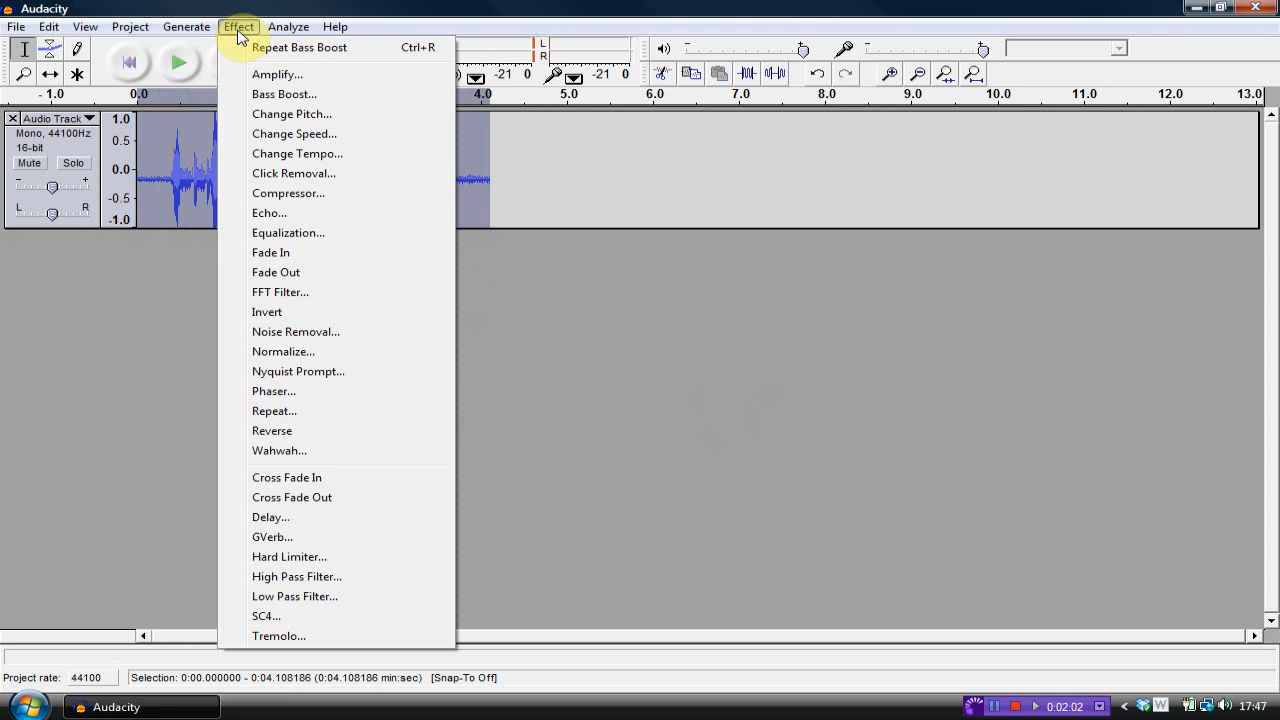 Audacity
File Edit View Project Generate Effect Analyze Help
Repeat Bass Boost Ctrl+R
Amplify...
Bass Boost...
Change Pitch...
Change Speed...
Change Tempo...
Click Removal...
Compressor...
Echo...
Equalization...
Fade In
Fade Out
FFT Filter...
Invert
Noise Removal...
Normalize...
Nyquist Prompt...
Phaser...
Repeat...
Reverse
Wahwah...
Cross Fade In
Cross Fade Out
Delay...
GVerb...
Hard Limiter...
High Pass Filter...
Low Pass Filter...
SC4...
Tremolo...
L
R
-21 0
L
R
-21 0
- 1.0 0.0 4.0 5.0 6.0 7.0 8.0 9.0 10.0 11.0 12.0 13.0
Audio Track
Mono, 44100Hz
16-bit
Mute Solo
- +
L R
1.0
0.5
0.0
-0.5
-1.0
Project rate: 44100 Selection: 0:00.000000 - 0:04.108186 (0:04.108186 min:sec) [Snap-To Off]
Audacity 0:02:02 W 17:47